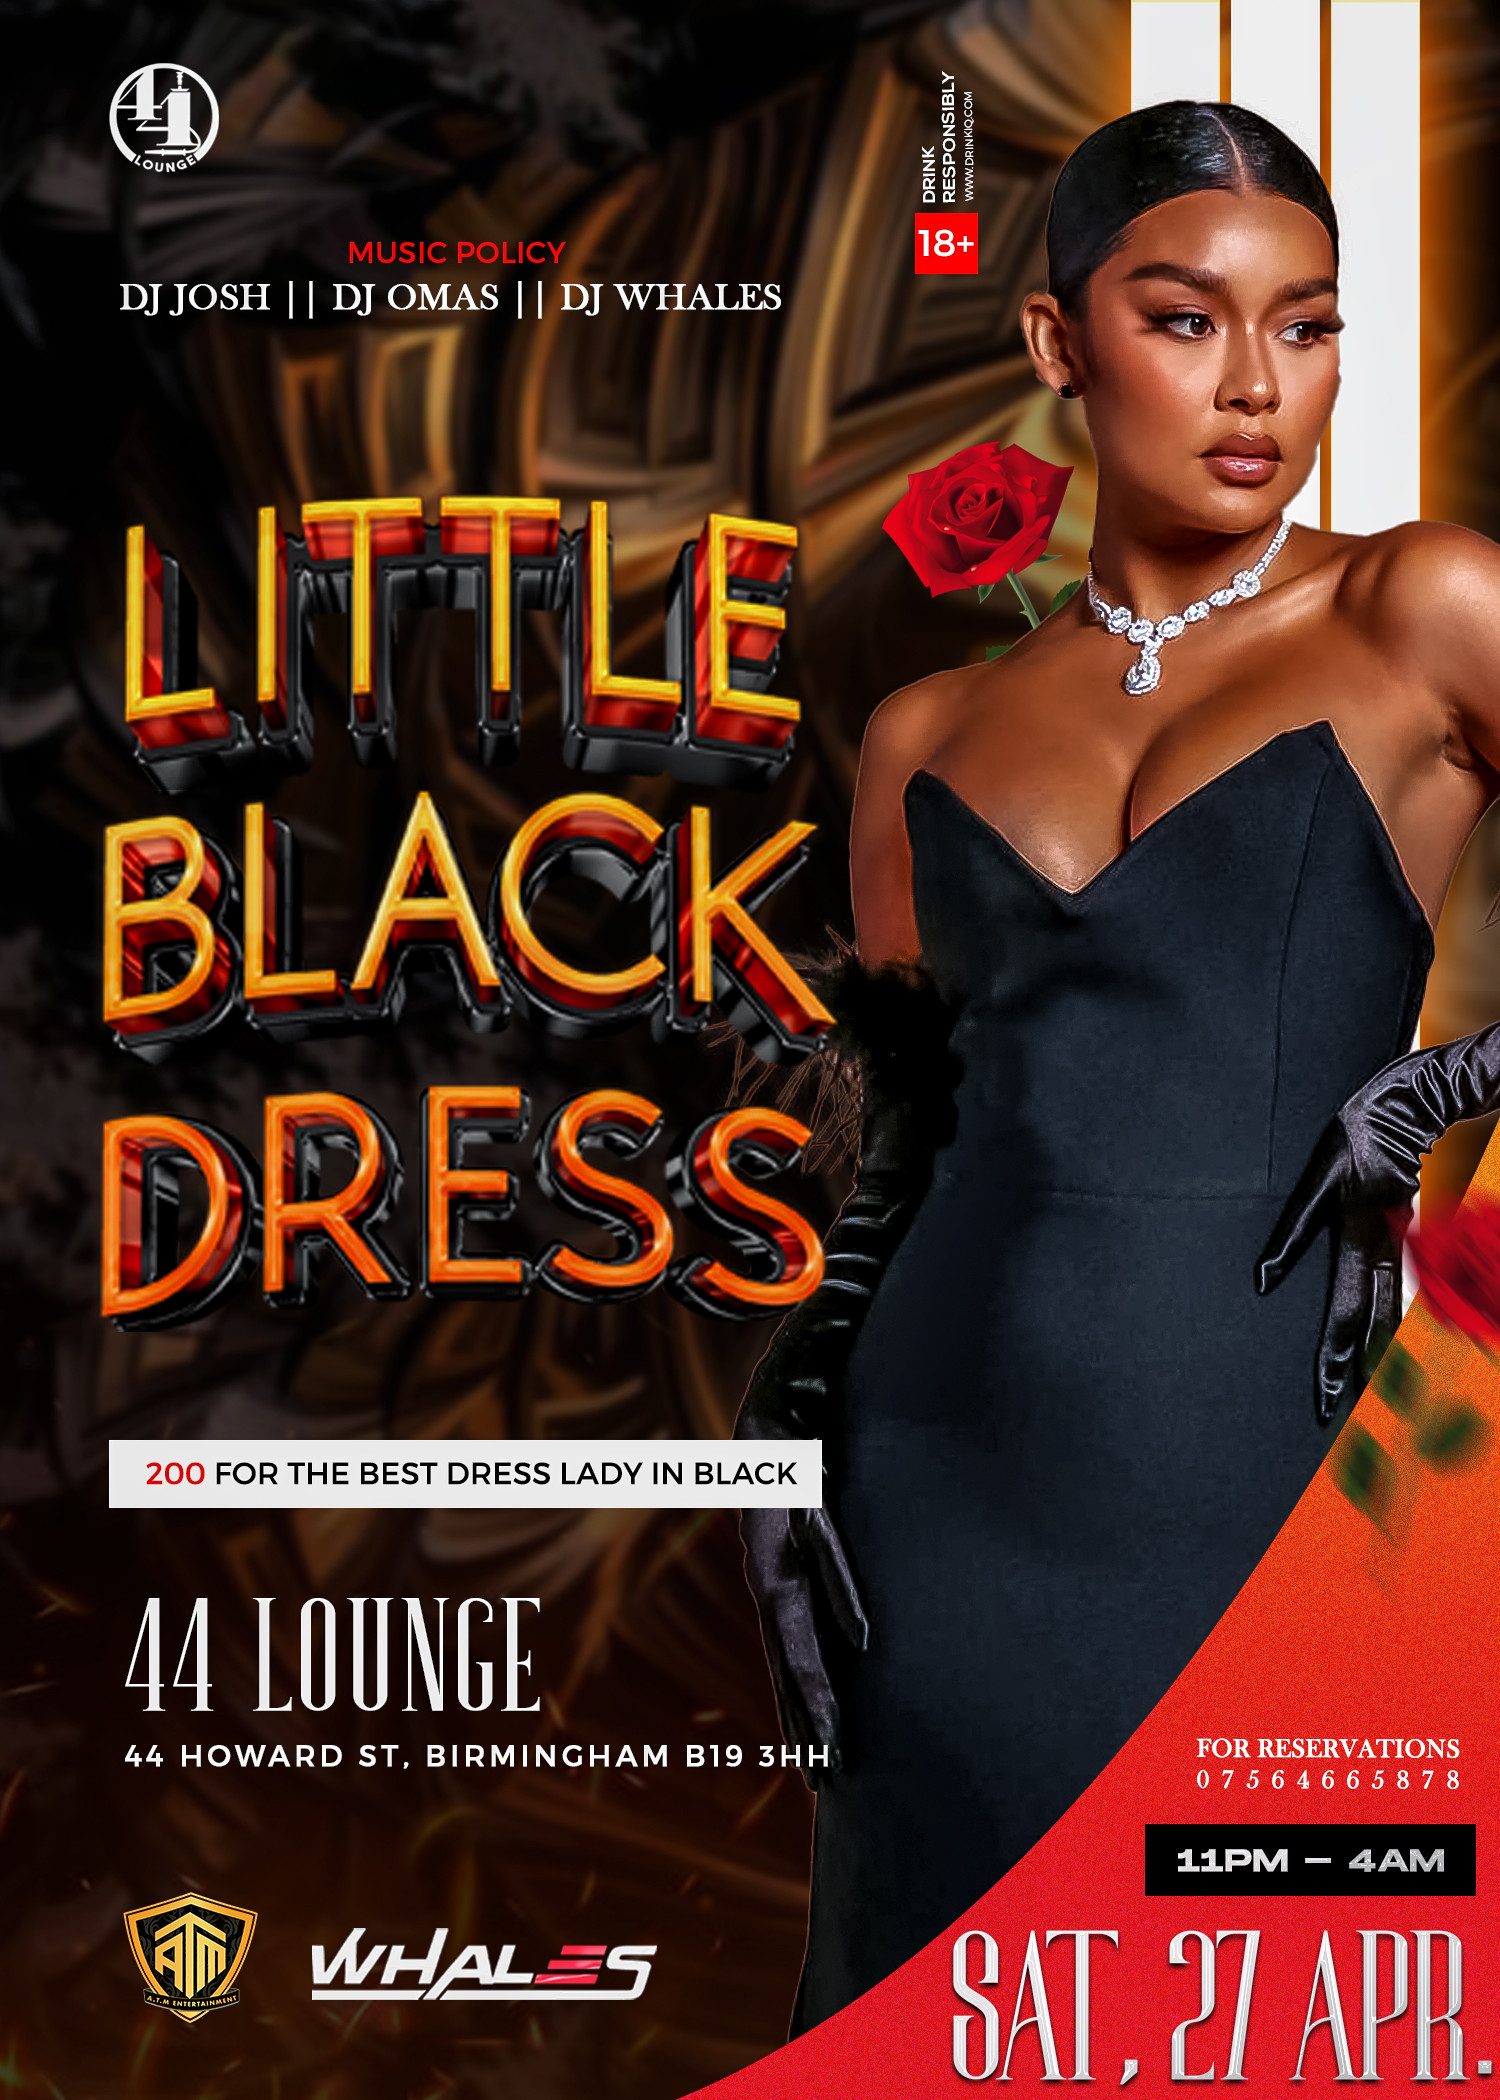 44
LOUNGE
DRINK
RESPONSIBLY
WWW.DRINKIQ.COM
18+
MUSIC POLICY
DJ JOSH || DJ OMAS || DJ WHALES
LITTLE
BLACK
DRESS
200 FOR THE BEST DRESS LADY IN BLACK
44 LOUNGE
44 HOWARD ST, BIRMINGHAM B19 3HH
FOR RESERVATIONS
07564665878
11PM – 4AM
SAT, 27 APR.
ATM
A.T.M ENTERTAINMENT
WHALES